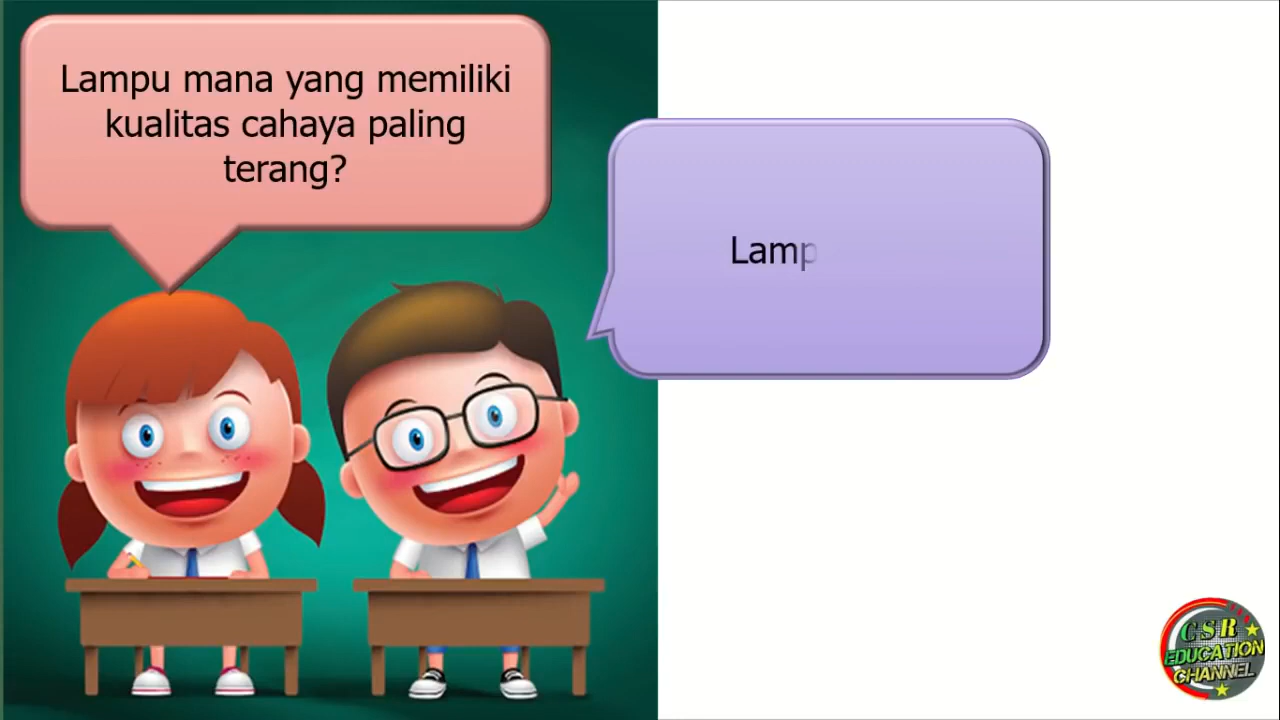 Lampu mana yang memiliki
kualitas cahaya paling
terang?
Lamp
CSR
EDUCATION
CHANNEL